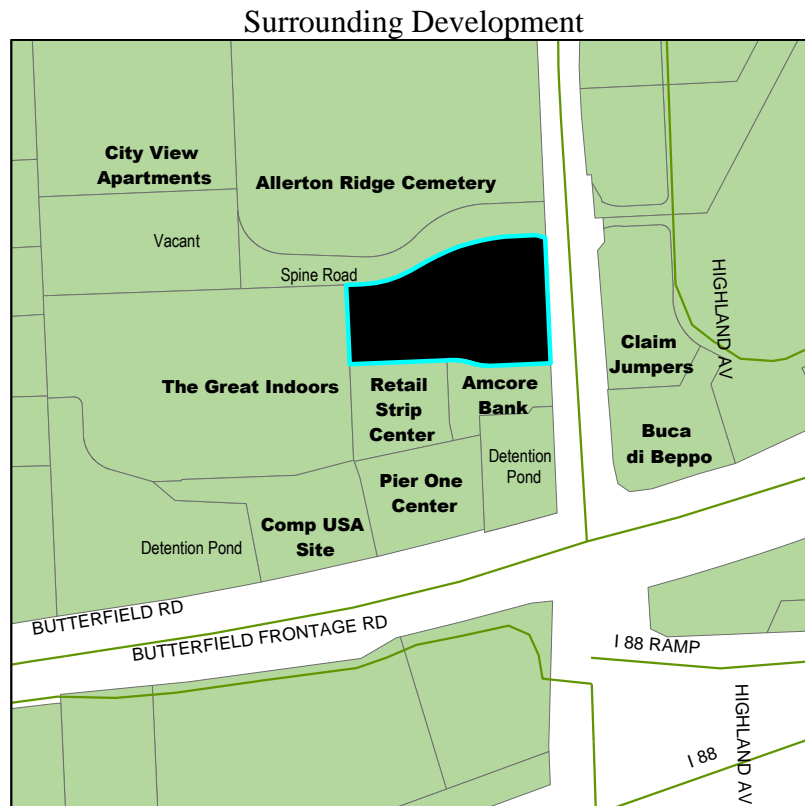 Surrounding Development
City View
Apartments
Allerton Ridge Cemetery
Vacant
Spine Road
HIGHLAND AV
Claim
Jumpers
The Great Indoors
Retail
Strip
Center
Amcore
Bank
Buca
di Beppo
Detention
Pond
Pier One
Center
Comp USA
Site
Detention Pond
BUTTERFIELD RD
BUTTERFIELD FRONTAGE RD
I 88 RAMP
HIGHLAND AV
I 88